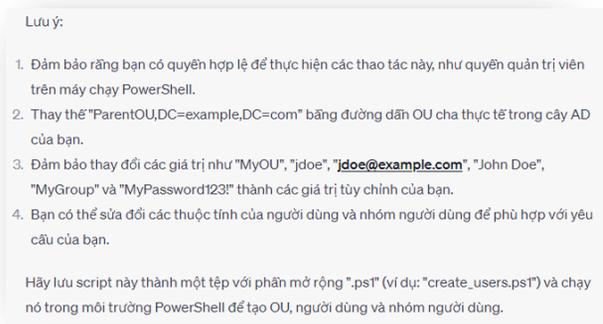 Lưu ý:
1. Đảm bảo rằng bạn có quyền hợp lệ để thực hiện các thao tác này, như quyền quản trị viên
trên máy chạy PowerShell.
2. Thay thế "ParentOU,DC=example,DC=com" bằng đường dẫn OU cha thực tế trong cây AD
của bạn.
3. Đảm bảo thay đổi các giá trị như "MyOU", "jdoe", "jdoe@example.com", "John Doe",
"MyGroup" và "MyPassword123!" thành các giá trị tùy chỉnh của bạn.
4. Bạn có thể sửa đổi các thuộc tính của người dùng và nhóm người dùng để phù hợp với yêu
cầu của bạn.
Hãy lưu script này thành một tệp với phần mở rộng ".ps1" (ví dụ: "create_users.ps1") và chạy
nó trong môi trường PowerShell để tạo OU, người dùng và nhóm người dùng.